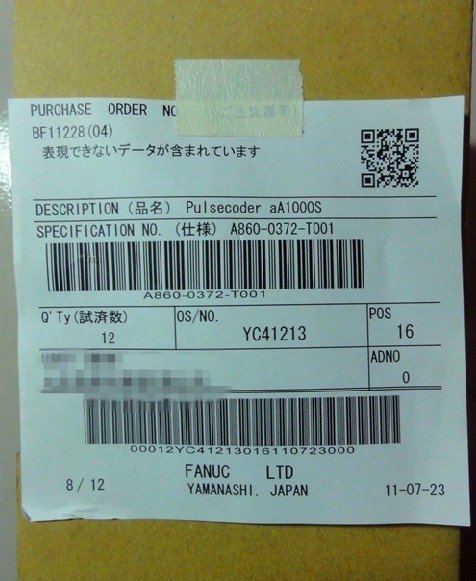 PURCHASE ORDER NO
BF11228(04)
表現できないデータが含まれています
DESCRIPTION (品名) Pulsecoder aA1000S
SPECIFICATION NO. (仕様) A860-0372-T001
A860-0372-T001
Q'Ty(試済数) 12
OS/NO. YC41213
POS 16
ADNO 0
00012YC41213016110723000
FANUC LTD
8/12 YAMANASHI. JAPAN 11-07-23